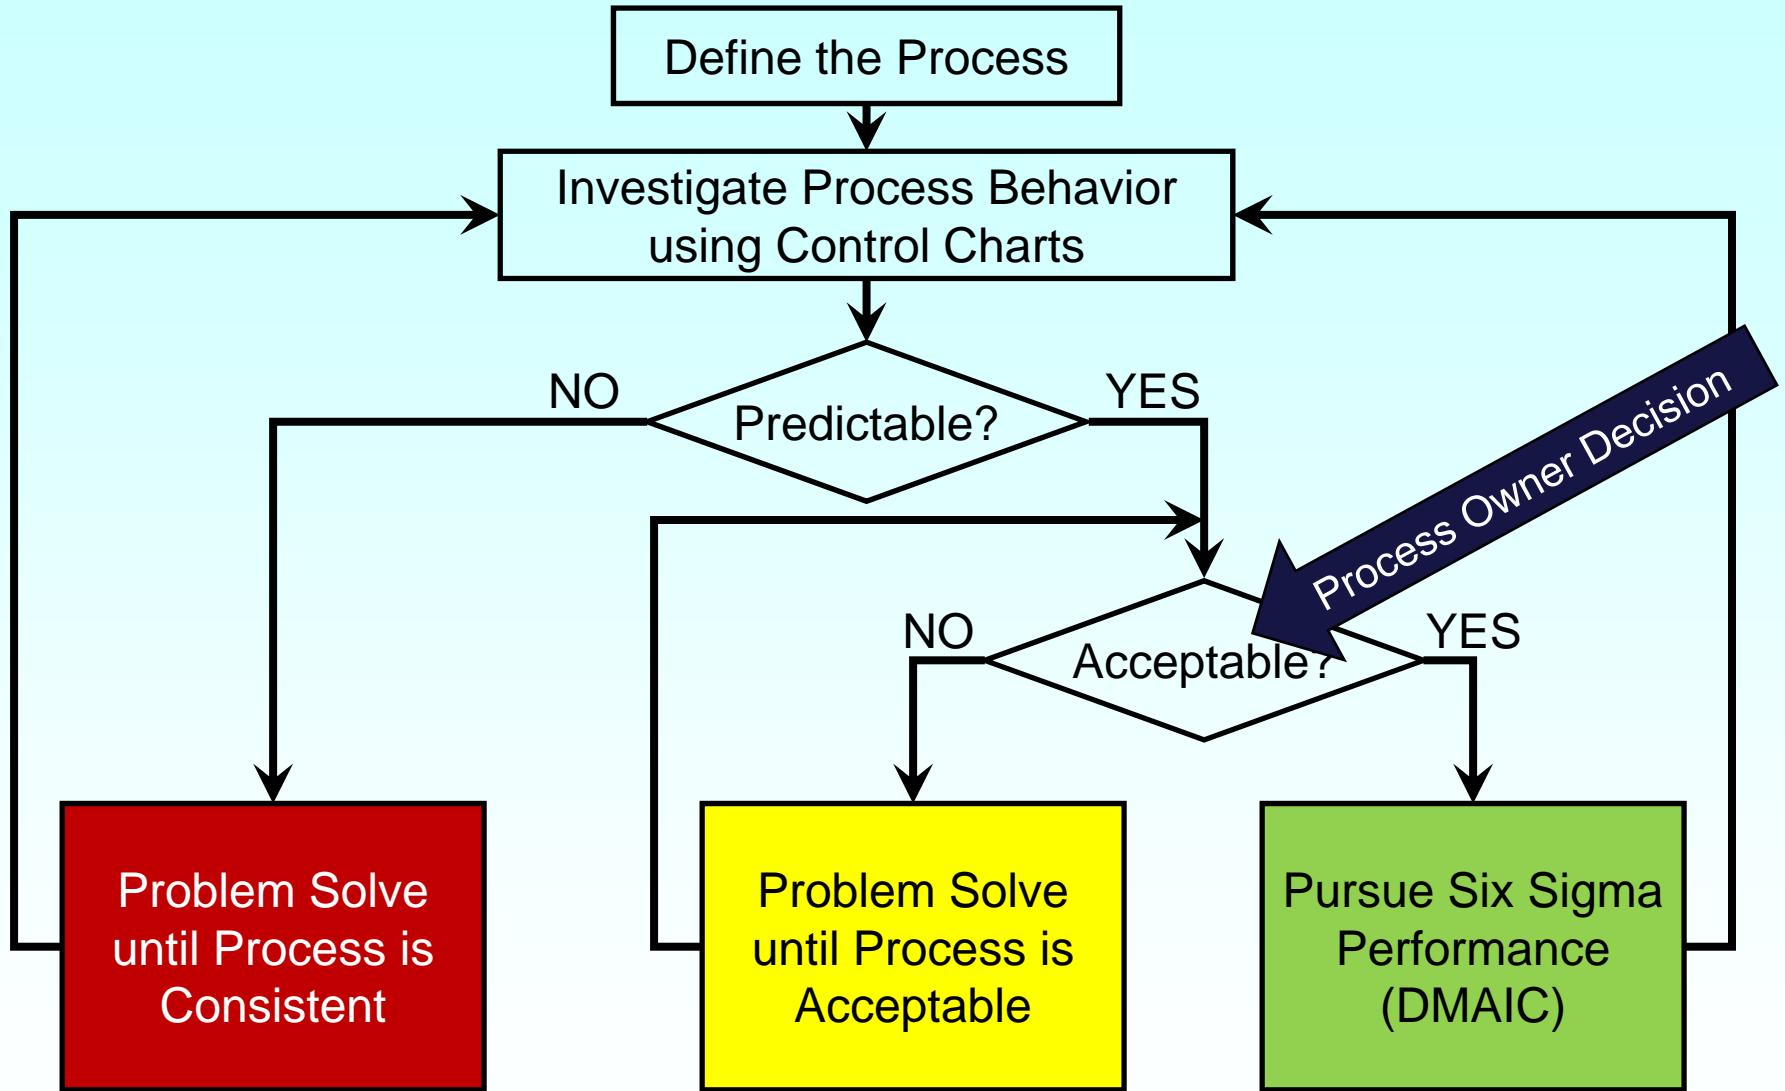 Define the Process
Investigate Process Behavior
using Control Charts
NO
YES
Predictable?
Process Owner Decision
NO
YES
Acceptable?
Problem Solve
until Process is
Consistent
Problem Solve
until Process is
Acceptable
Pursue Six Sigma
Performance
(DMAIC)